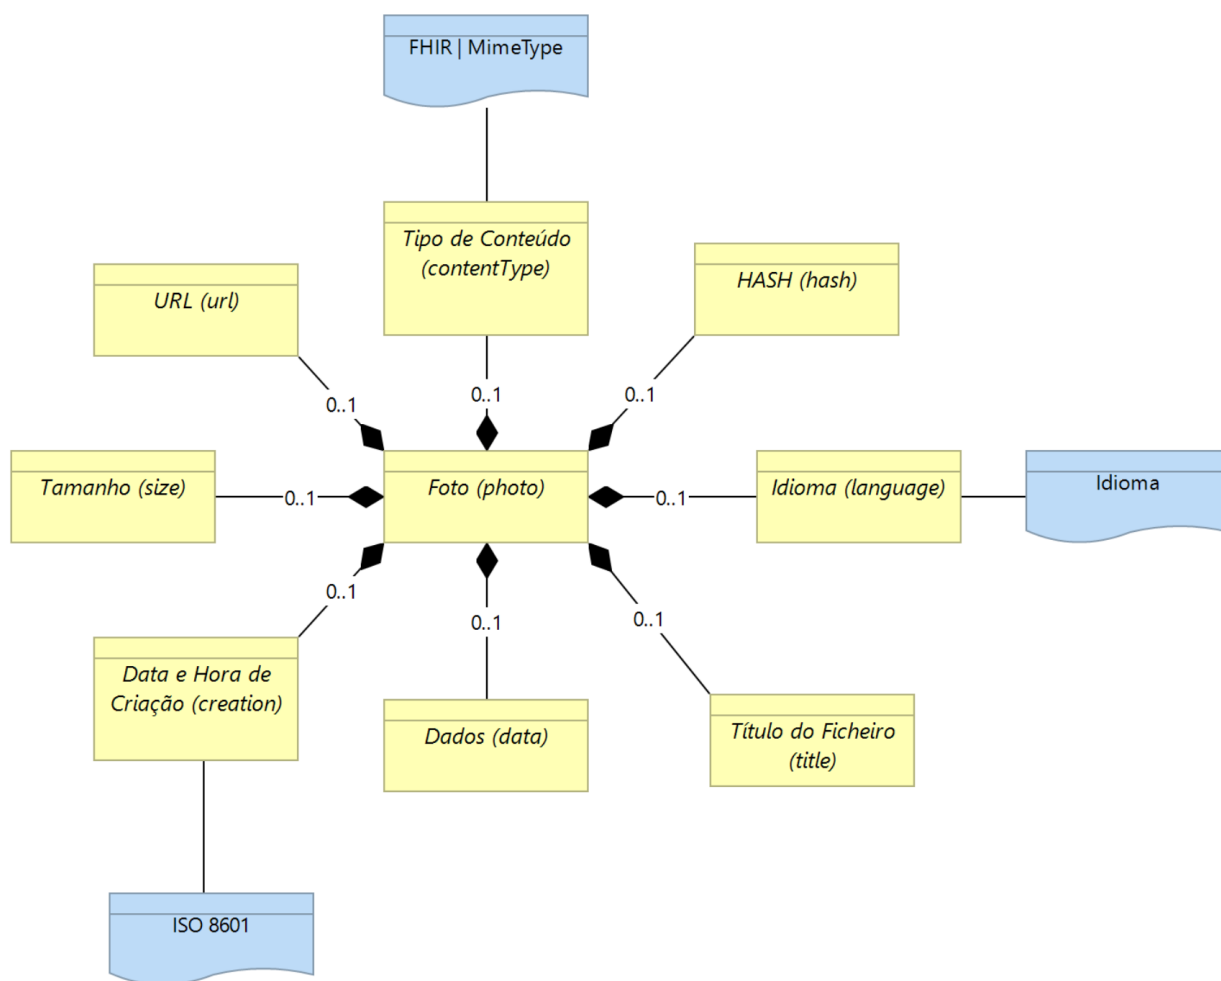 FHIR | MimeType
Tipo de Conteúdo
(contentType)
HASH (hash)
URL (url)
0..1
0..1
0..1
Tamanho (size)
0..1
Foto (photo)
0..1
Idioma (language)
Idioma
0..1
0..1
0..1
Data e Hora de
Criação (creation)
Dados (data)
Título do Ficheiro
(title)
ISO 8601